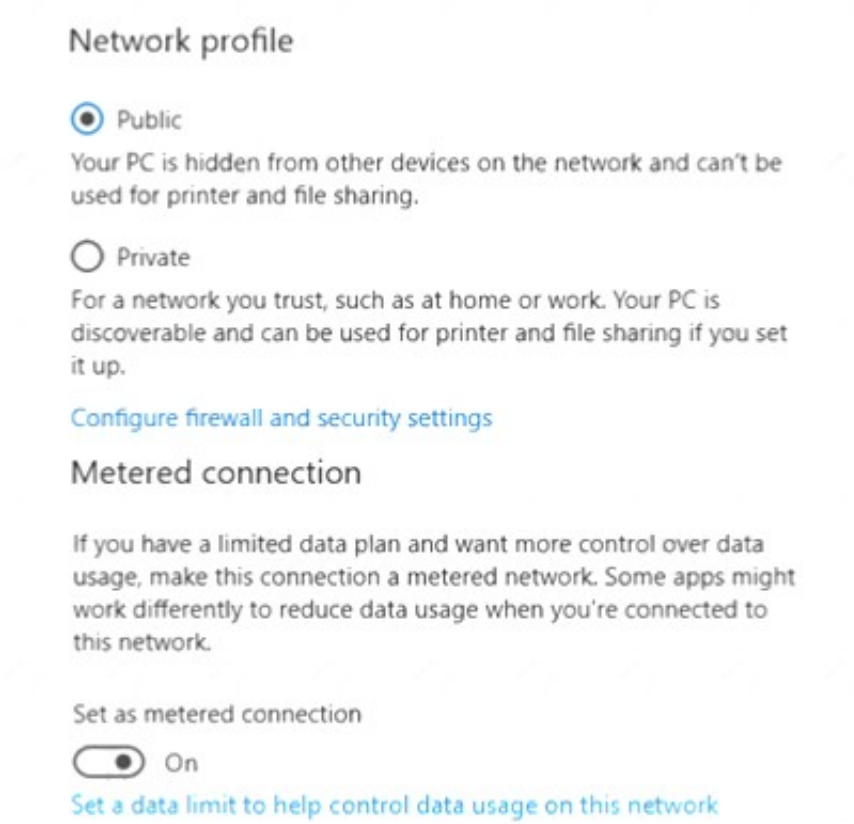 Network profile
Public
Your PC is hidden from other devices on the network and can't be
used for printer and file sharing.
Private
For a network you trust, such as at home or work. Your PC is
discoverable and can be used for printer and file sharing if you set
it up.
Configure firewall and security settings
Metered connection
If you have a limited data plan and want more control over data
usage, make this connection a metered network. Some apps might
work differently to reduce data usage when you're connected to
this network.
Set as metered connection
On
Set a data limit to help control data usage on this network